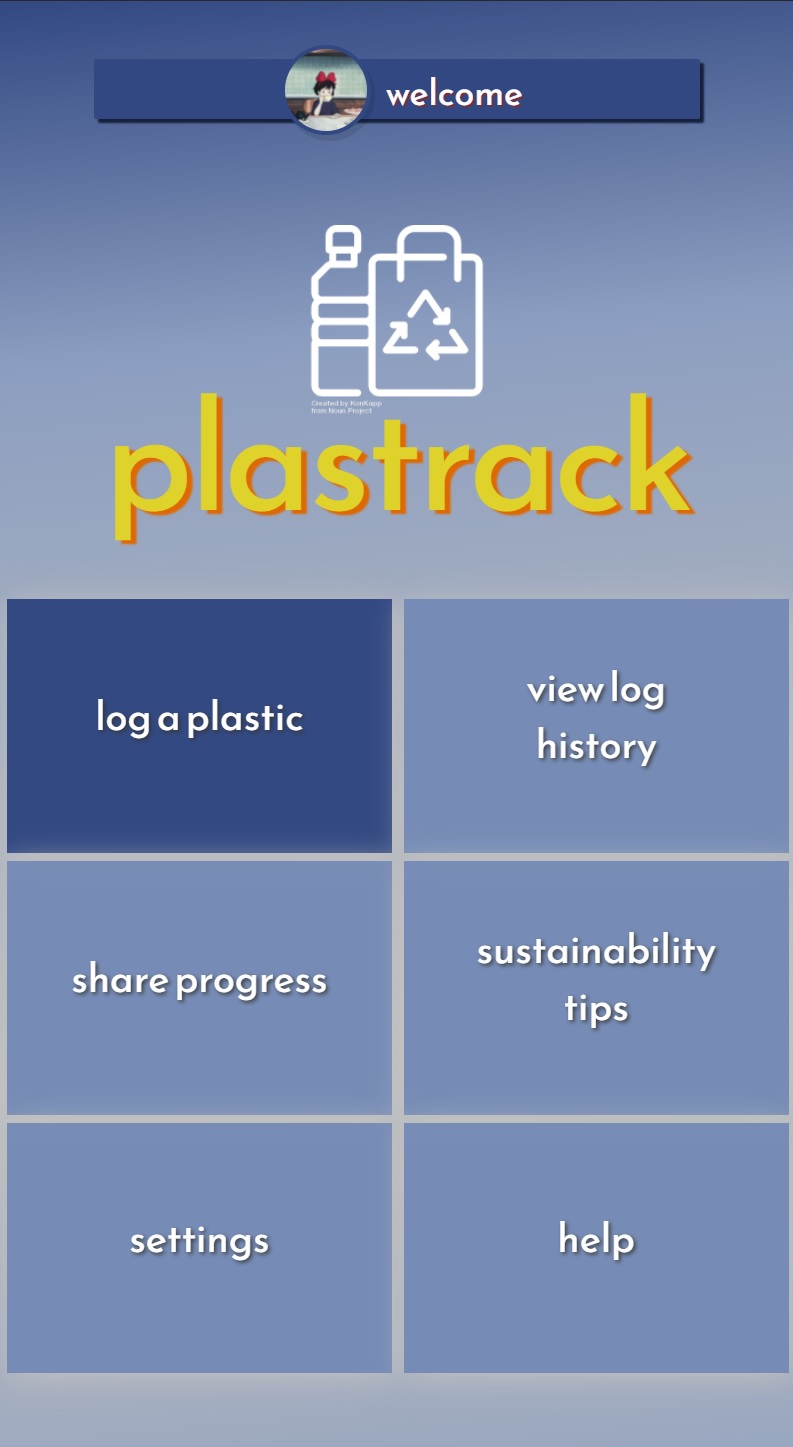 welcome
Created by KonKapp
from Noun Project
plastrack
log a plastic
view log
history
share progress
sustainability
tips
settings
help